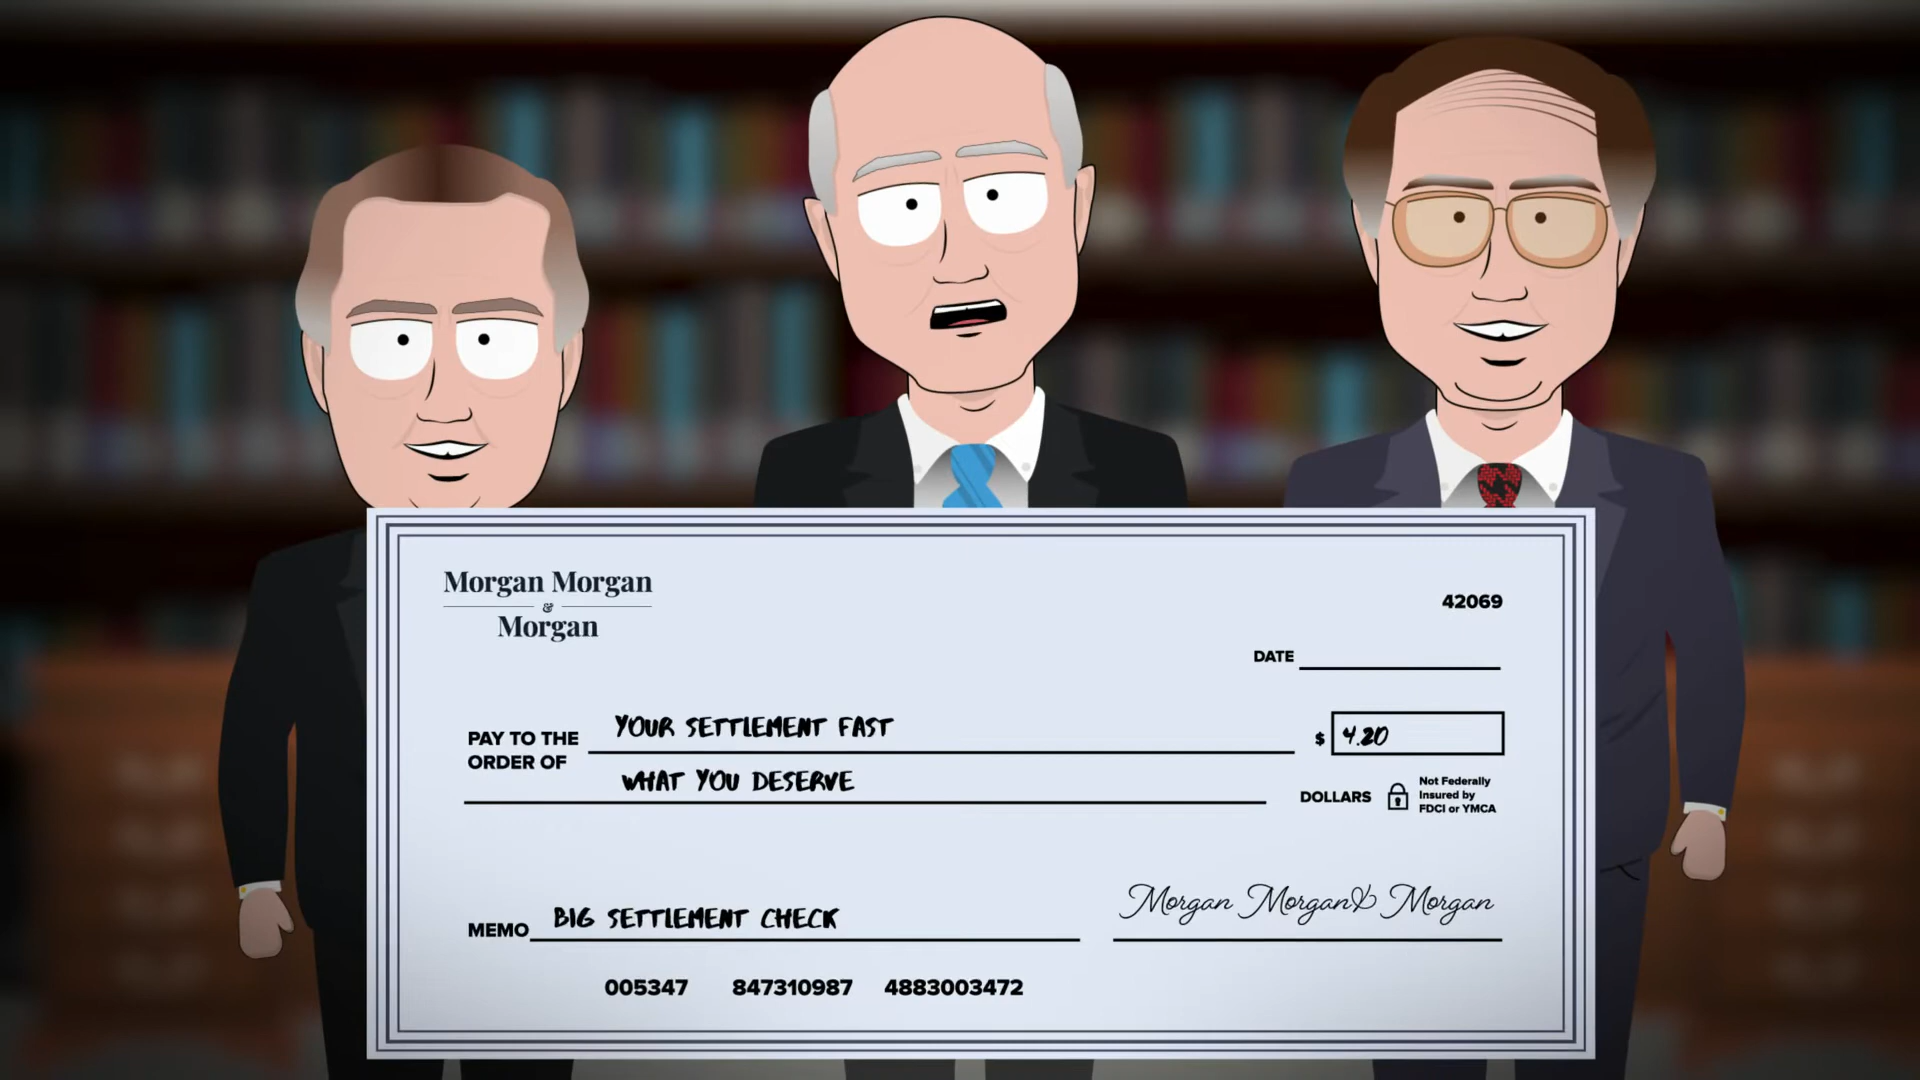 Morgan Morgan
&
Morgan
42069
DATE
PAY TO THE
ORDER OF
YOUR SETTLEMENT FAST
$ 4.20
WHAT YOU DESERVE
DOLLARS
Not Federally
Insured by
FDCI or YMCA
MEMO BIG SETTLEMENT CHECK
Morgan Morgan & Morgan
005347 847310987 4883003472